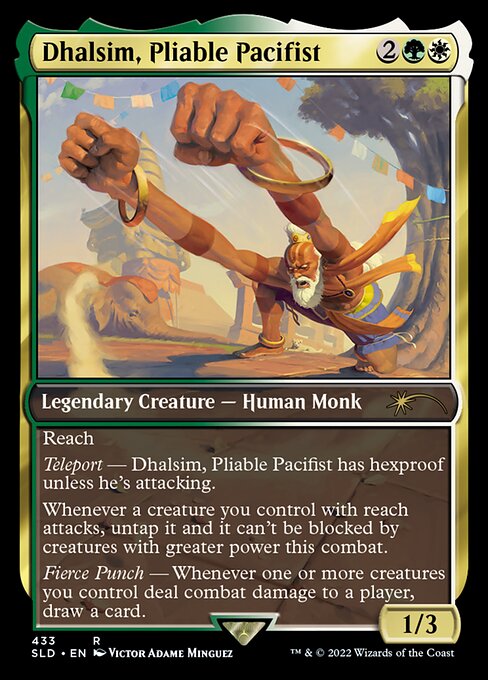 Dhalsim, Pliable Pacifist 2
Legendary Creature — Human Monk
Reach
Teleport — Dhalsim, Pliable Pacifist has hexproof
unless he's attacking.
Whenever a creature you control with reach
attacks, untap it and it can't be blocked by
creatures with greater power this combat.
Fierce Punch — Whenever one or more creatures
you control deal combat damage to a player,
draw a card.
1/3
433 R
SLD • EN Victor Adame Minguez
™ & © 2022 Wizards of the Coast